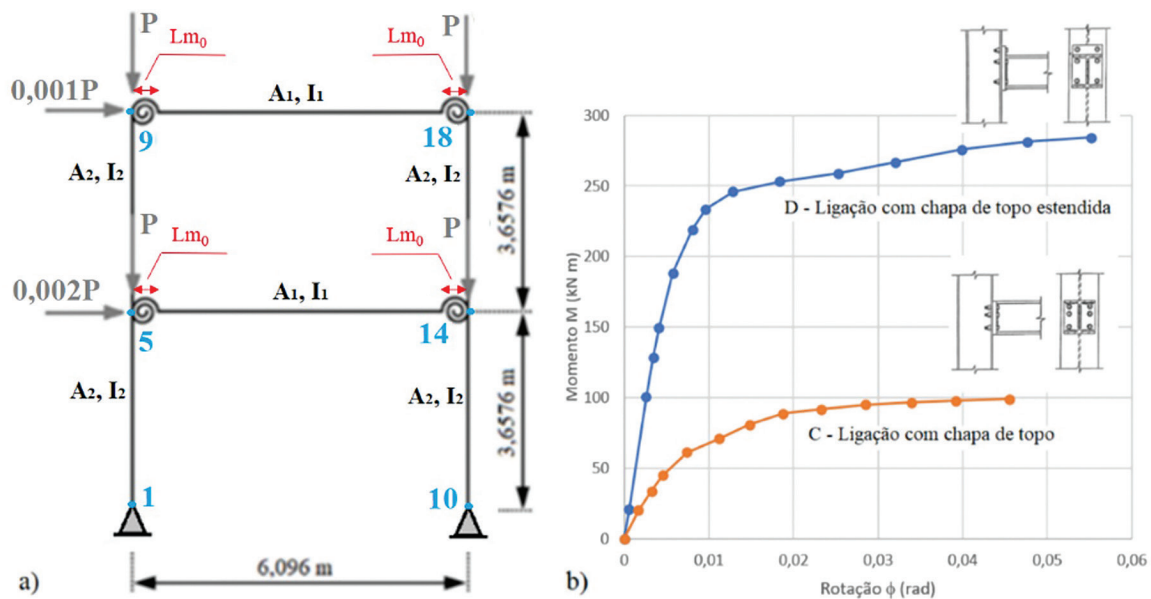 P
P
Lm₀
Lm₀
0,001P
A₁, I₁
9
18
A₂, I₂
A₂, I₂
3,6576 m
P
P
Lm₀
Lm₀
0,002P
A₁, I₁
5
14
A₂, I₂
A₂, I₂
3,6576 m
1
10
6,096 m
a)
Momento M (kN m)
300
250
200
150
100
50
0
D - Ligação com chapa de topo estendida
C - Ligação com chapa de topo
0
0,01
0,02
0,03
0,04
0,05
0,06
Rotação ϕ (rad)
b)